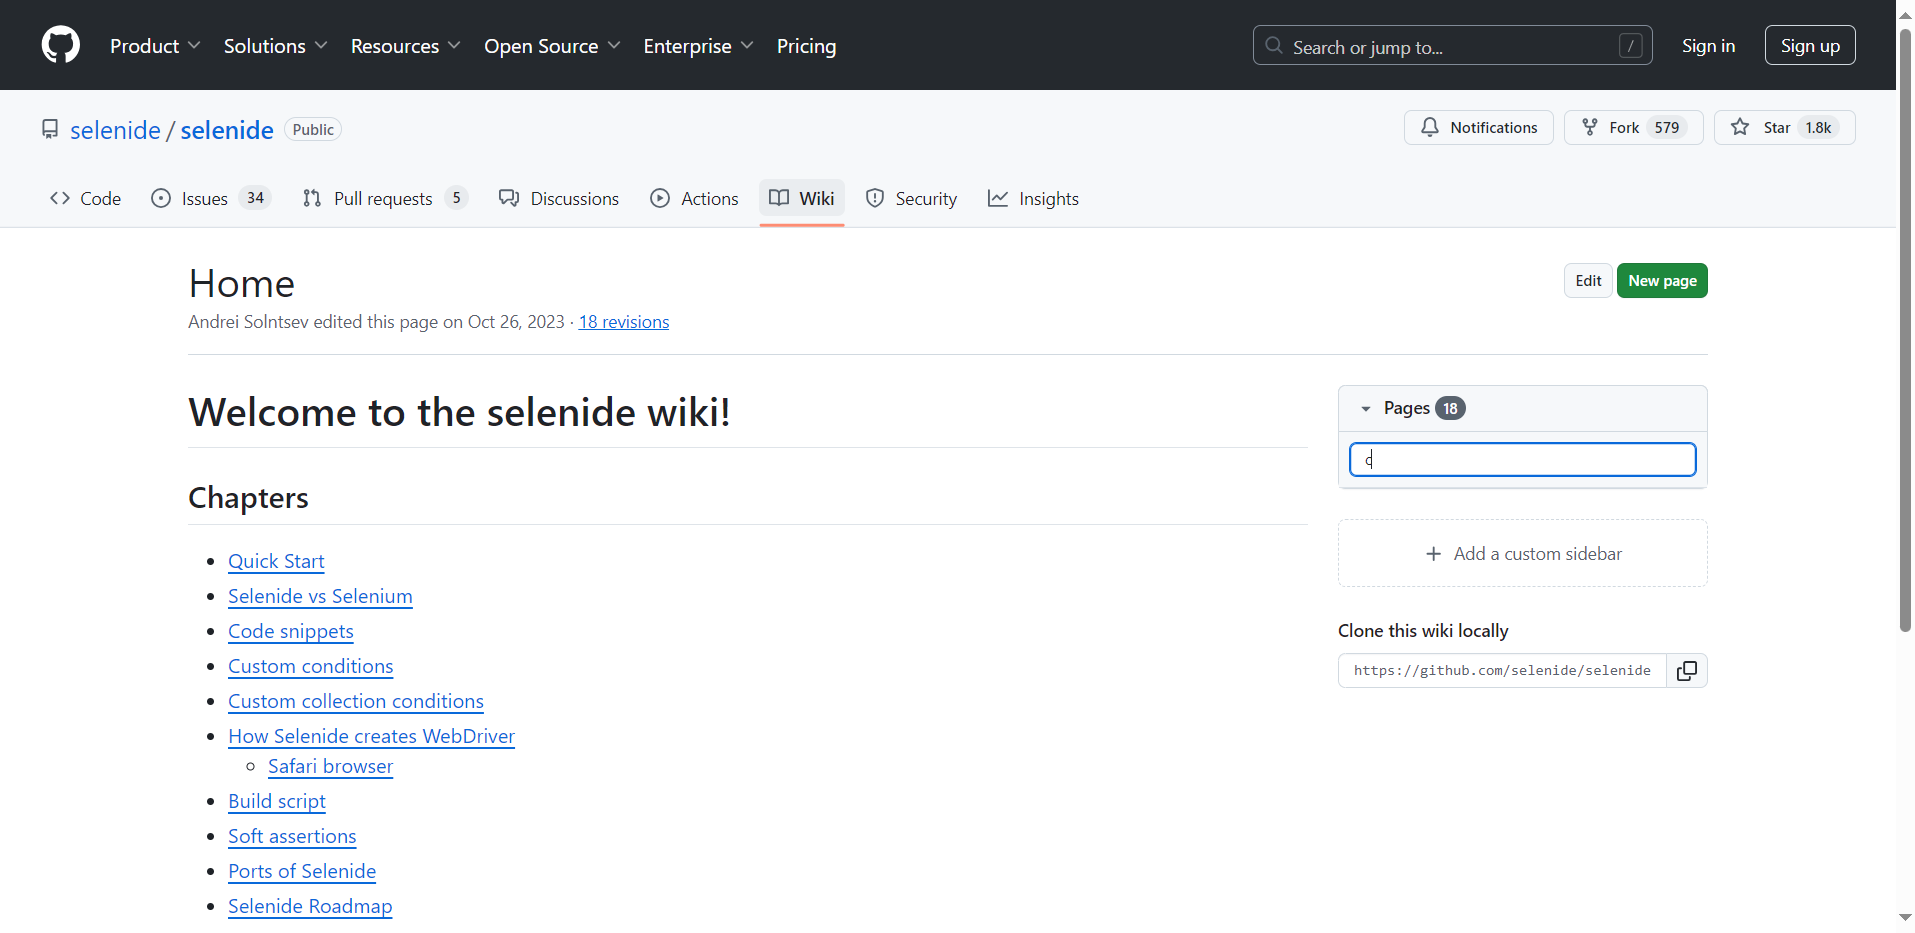 Product Solutions Resources Open Source Enterprise Pricing Search or jump to... / Sign in Sign up
selenide / selenide Public Notifications Fork 579 Star 1.8k
Code Issues 34 Pull requests 5 Discussions Actions Wiki Security Insights
Home
Edit New page
Andrei Solntsev edited this page on Oct 26, 2023 · 18 revisions
Welcome to the selenide wiki!
Chapters
Quick Start
Selenide vs Selenium
Code snippets
Custom conditions
Custom collection conditions
How Selenide creates WebDriver
Safari browser
Build script
Soft assertions
Ports of Selenide
Selenide Roadmap
Pages 18
Add a custom sidebar
Clone this wiki locally
https://github.com/selenide/selenide